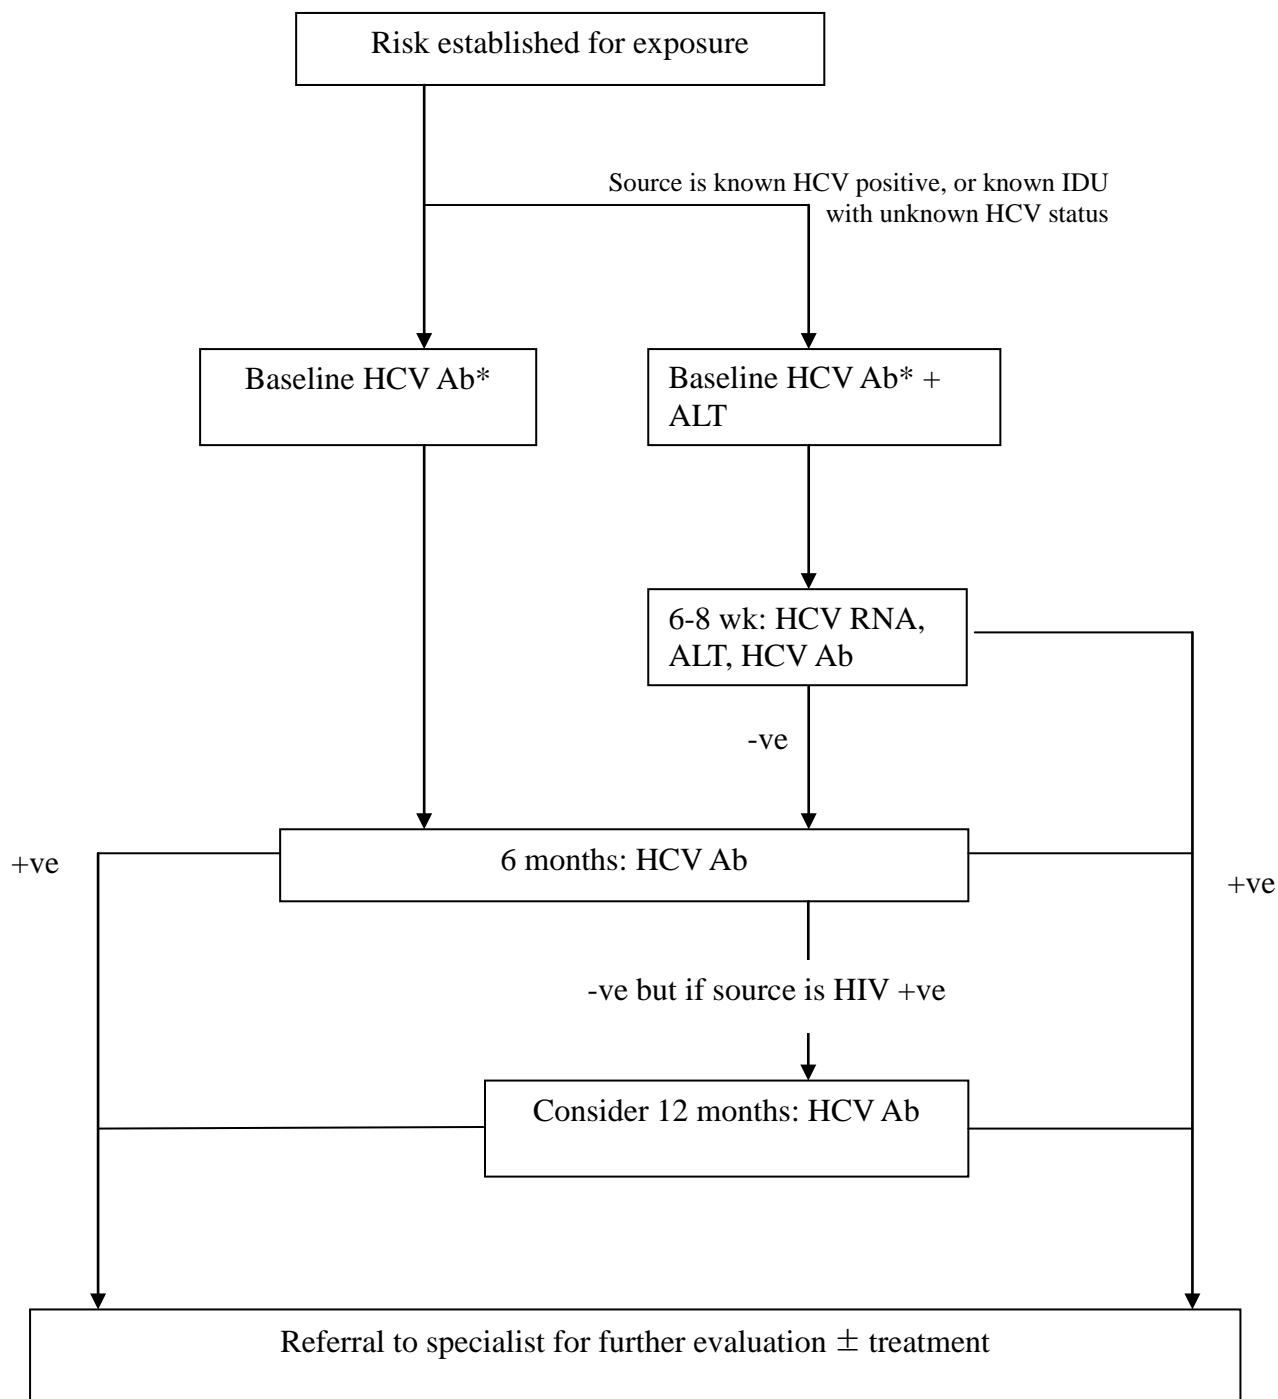 Risk established for exposure
Source is known HCV positive, or known IDU
with unknown HCV status
Baseline HCV Ab*
Baseline HCV Ab* +
ALT
6-8 wk: HCV RNA,
ALT, HCV Ab
-ve
6 months: HCV Ab
+ve
+ve
-ve but if source is HIV +ve
Consider 12 months: HCV Ab
Referral to specialist for further evaluation ± treatment